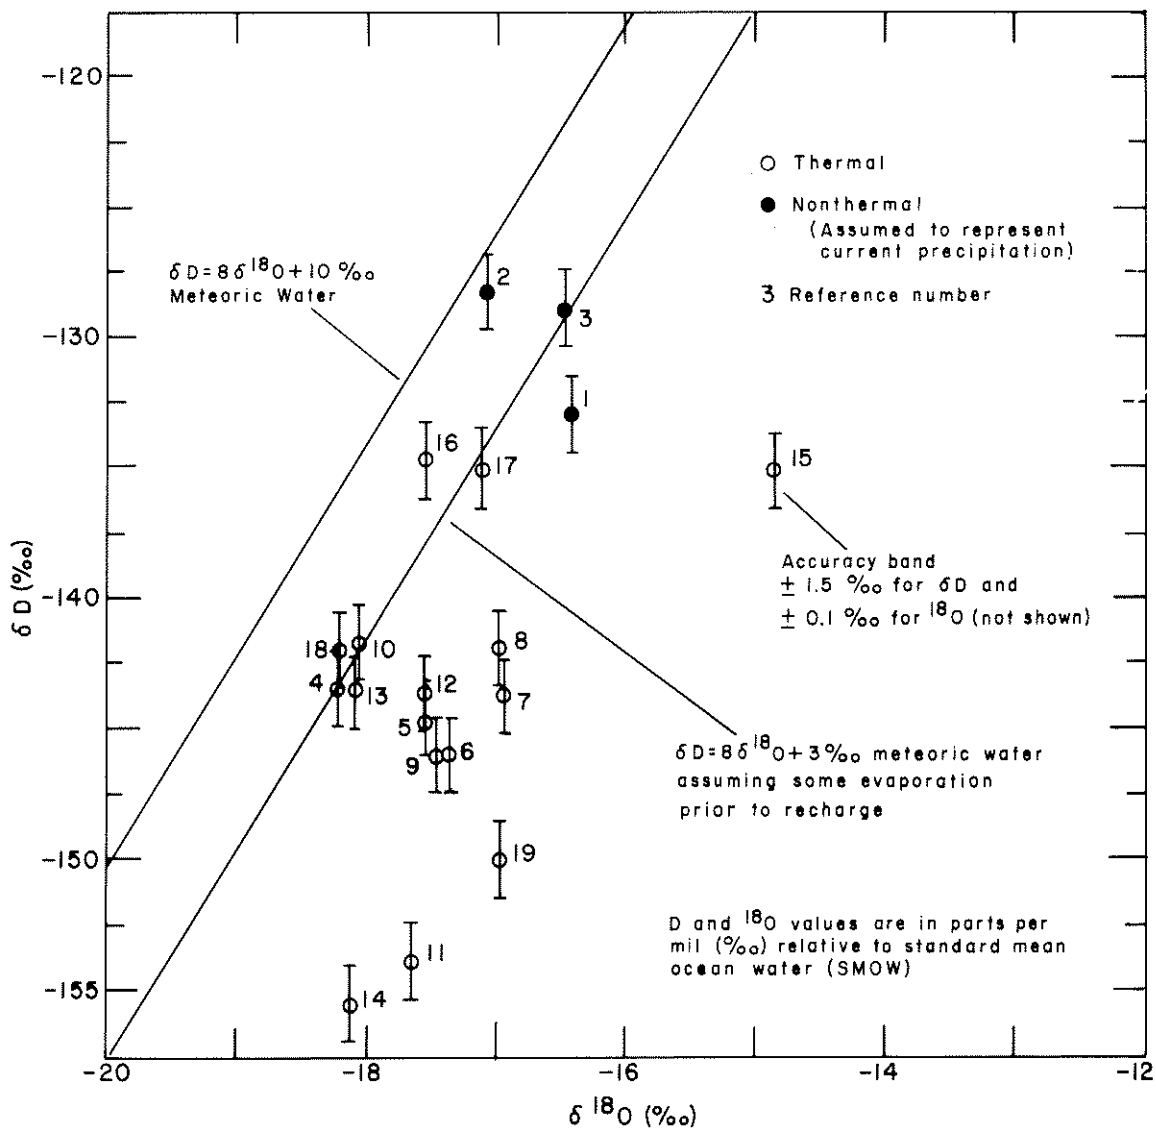 -120
-130
-140
-150
-155
δD (‰)
-20
-18
-16
-14
-12
δ ¹⁸O (‰)
○ Thermal
● Nonthermal
(Assumed to represent
current precipitation)
3 Reference number
δD=8δ¹⁸O+10‰
Meteoric Water
2
3
1
16
17
15
Accuracy band
± 1.5 ‰ for δD and
± 0.1 ‰ for ¹⁸O (not shown)
18
10
8
4
13
12
7
5
9
6
δD=8δ¹⁸O+3‰ meteoric water
assuming some evaporation
prior to recharge
19
11
14
D and ¹⁸O values are in parts per
mil (‰) relative to standard mean
ocean water (SMOW)